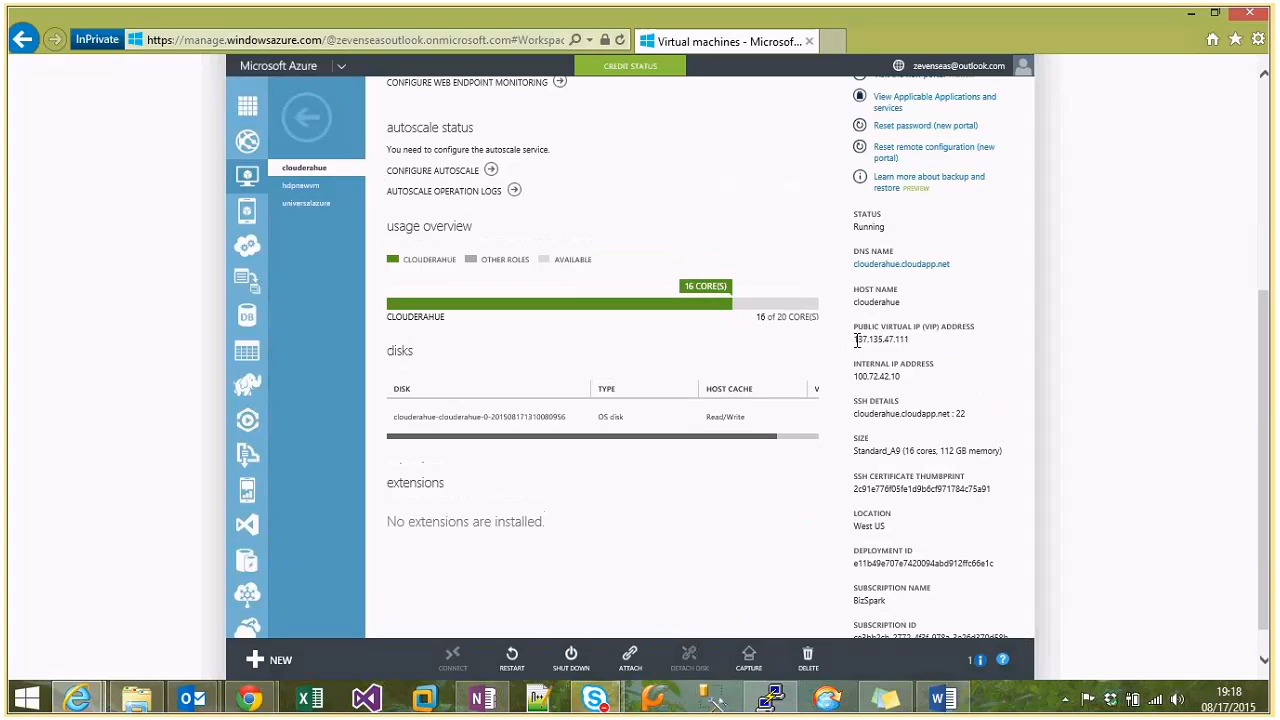 InPrivate
https://manage.windowsazure.com/@zevenseasoutlook.onmicrosoft.com#Workspac
Virtual machines - Microsof...
Microsoft Azure
CREDIT STATUS
zevenseas@outlook.com
CONFIGURE WEB ENDPOINT MONITORING
View Applicable Applications and
services
autoscale status
Reset password (new portal)
You need to configure the autoscale service.
Reset remote configuration (new
portal)
clouderahue
CONFIGURE AUTOSCALE
Learn more about backup and
restore PREVIEW
hdpnewvm
AUTOSCALE OPERATION LOGS
universalazure
usage overview
CLOUDERAHUE
OTHER ROLES
AVAILABLE
16 CORE(S)
CLOUDERAHUE
16 of 20 CORE(S)
disks
DISK
TYPE
HOST CACHE
V
clouderahue-clouderahue-0-201508171310080956
OS disk
Read/Write
extensions
No extensions are installed.
STATUS
Running
DNS NAME
clouderahue.cloudapp.net
HOST NAME
clouderahue
PUBLIC VIRTUAL IP (VIP) ADDRESS
137.135.47.111
INTERNAL IP ADDRESS
100.72.42.10
SSH DETAILS
clouderahue.cloudapp.net : 22
SIZE
Standard_A9 (16 cores, 112 GB memory)
SSH CERTIFICATE THUMBPRINT
2c91e776f05fe1d9b6cf971784c75a91
LOCATION
West US
DEPLOYMENT ID
e11b49e707e7420094abd912ffc66e1c
SUBSCRIPTION NAME
BizSpark
SUBSCRIPTION ID
DB
NEW
CONNECT
RESTART
SHUT DOWN
ATTACH
DETACH DISK
CAPTURE
DELETE
1
19:18
08/17/2015